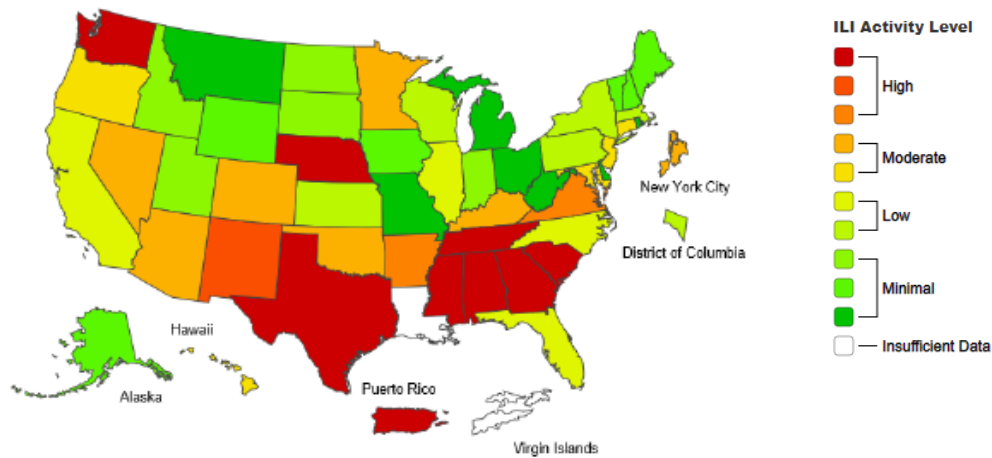 ILI Activity Level
High
Moderate
New York City
Low
District of Columbia
Minimal
Hawaii
Insufficient Data
Puerto Rico
Alaska
Virgin Islands